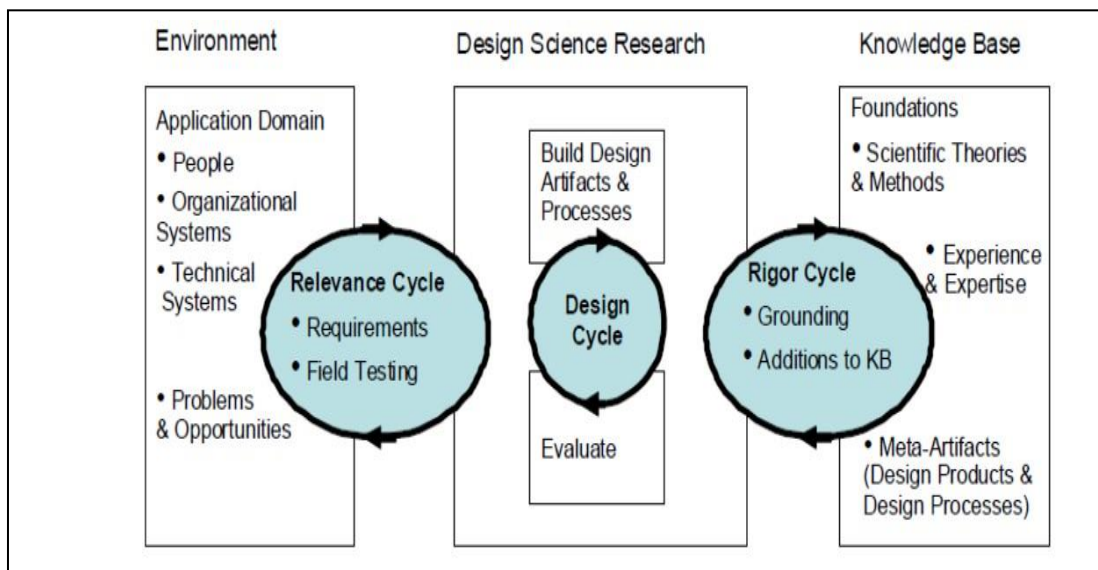 Environment
Design Science Research
Knowledge Base
Application Domain
• People
• Organizational
Systems
• Technical
Systems
• Problems
& Opportunities
Relevance Cycle
• Requirements
• Field Testing
Build Design
Artifacts &
Processes
Design
Cycle
Evaluate
Rigor Cycle
• Grounding
• Additions to KB
Foundations
• Scientific Theories
& Methods
• Experience
& Expertise
• Meta-Artifacts
(Design Products &
Design Processes)